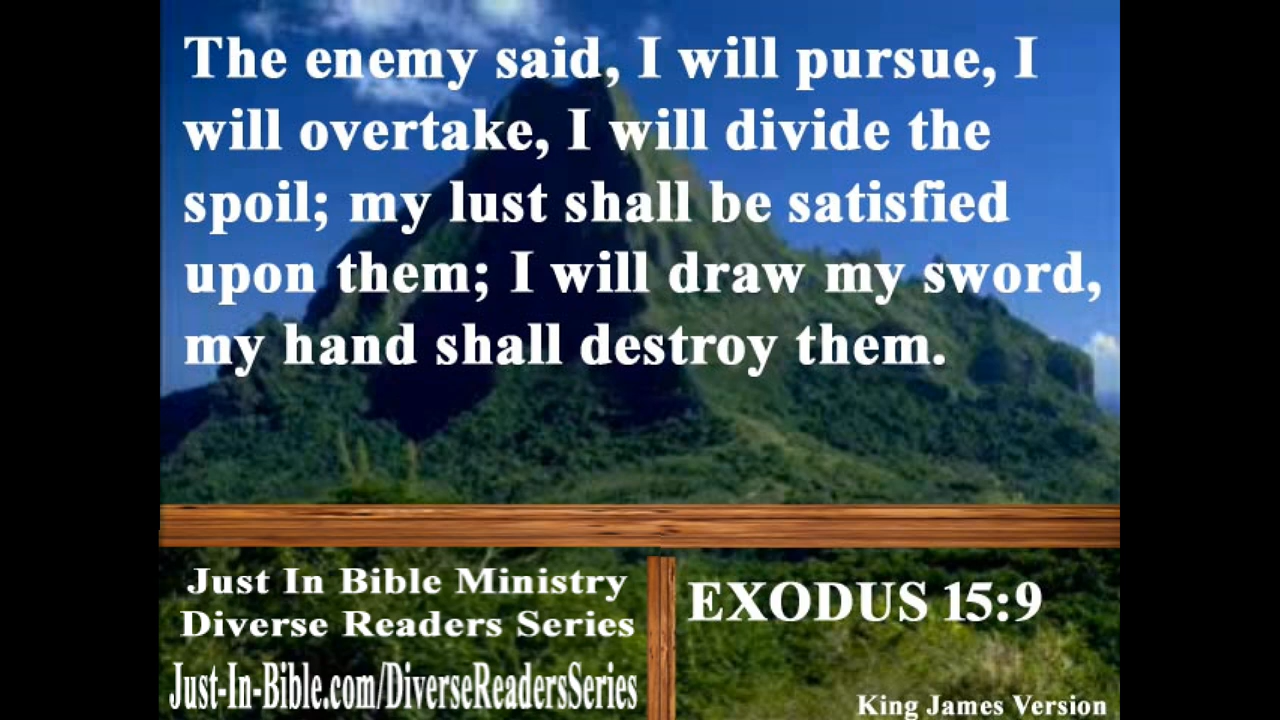 The enemy said, I will pursue, I
will overtake, I will divide the
spoil; my lust shall be satisfied
upon them; I will draw my sword,
my hand shall destroy them.
Just In Bible Ministry
Diverse Readers Series
Just-In-Bible.com/DiverseReadersSeries
EXODUS 15:9
King James Version